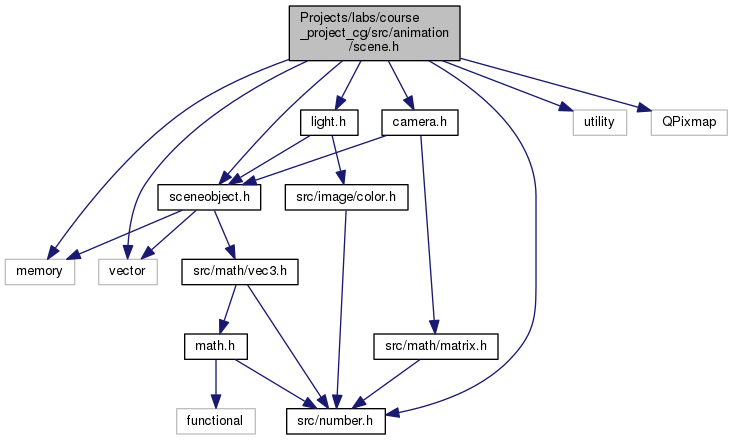 Projects/labs/course
_project_cg/src/animation
/scene.h
light.h
camera.h
utility
QPixmap
sceneobject.h
src/image/color.h
memory
vector
src/math/vec3.h
math.h
src/math/matrix.h
functional
src/number.h